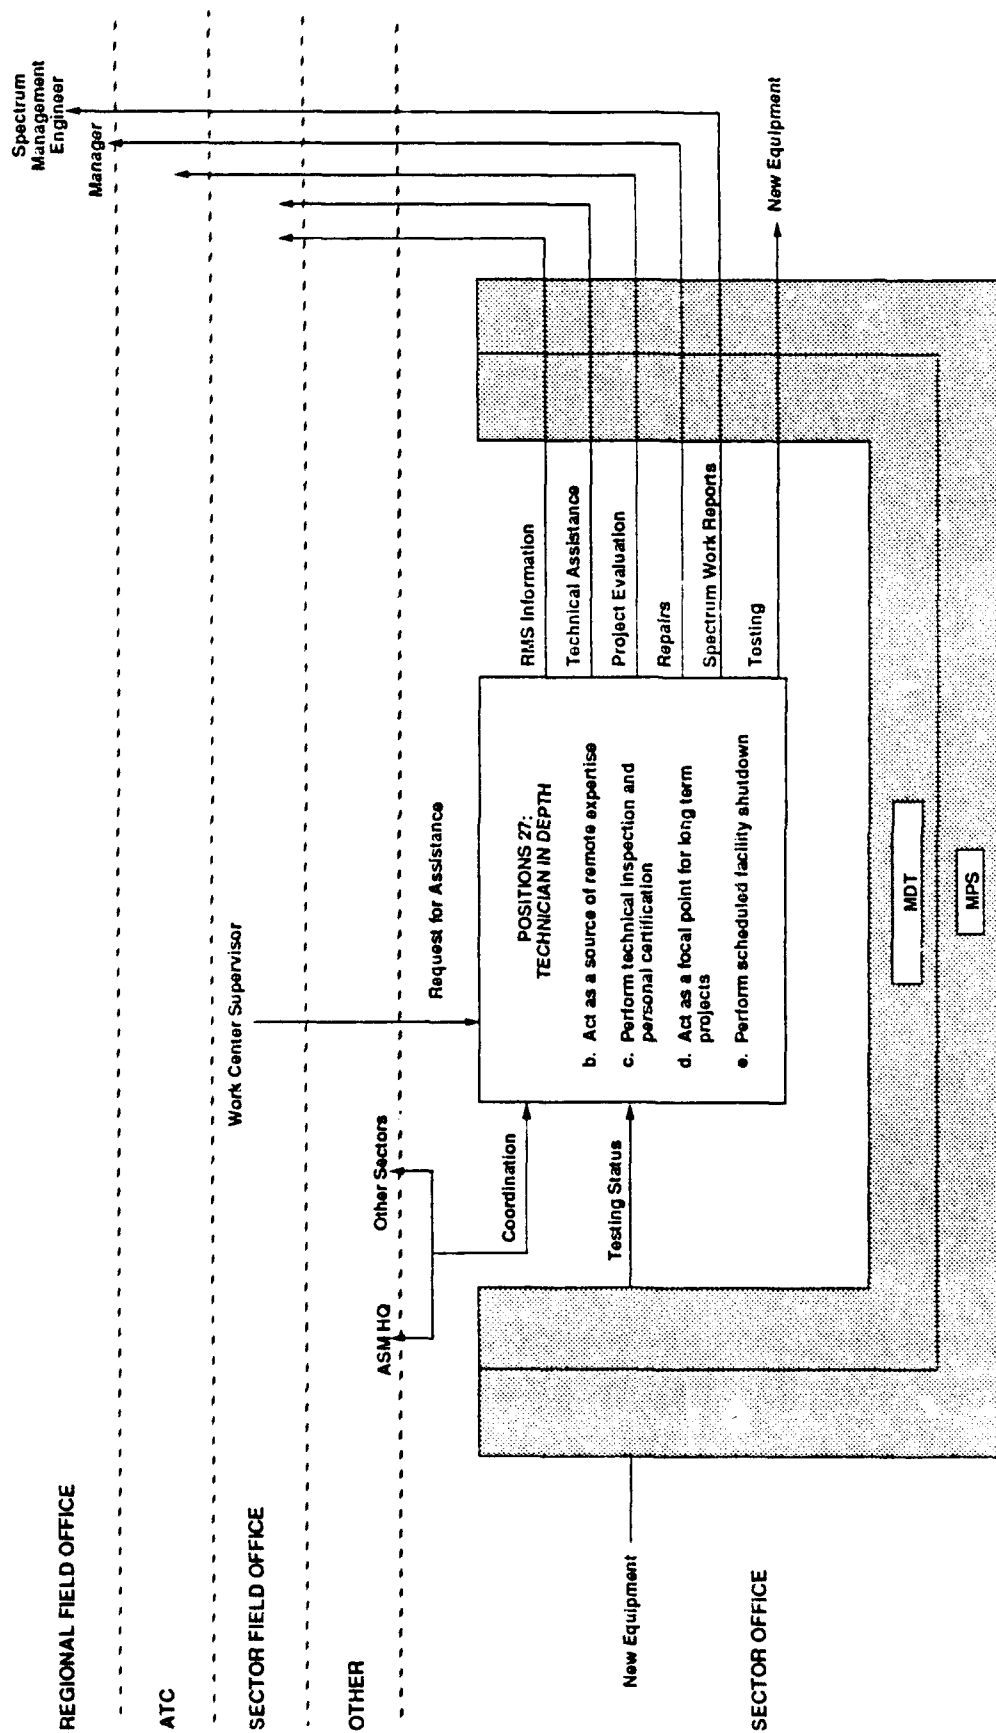 REGIONAL FIELD OFFICE
Spectrum
Management
Engineer
Manager
ATC
SECTOR FIELD OFFICE
Work Center Supervisor
OTHER
ASM HQ
Other Sectors
Request for Assistance
Coordination
Testing Status
New Equipment
POSITIONS 27:
TECHNICIAN IN DEPTH
b. Act as a source of remote expertise
c. Perform technical inspection and
personal certification
d. Act as a focal point for long term
projects
e. Perform scheduled facility shutdown
RMS Information
Technical Assistance
Project Evaluation
Repairs
Spectrum Work Reports
Testing
New Equipment
SECTOR OFFICE
MDT
MPS